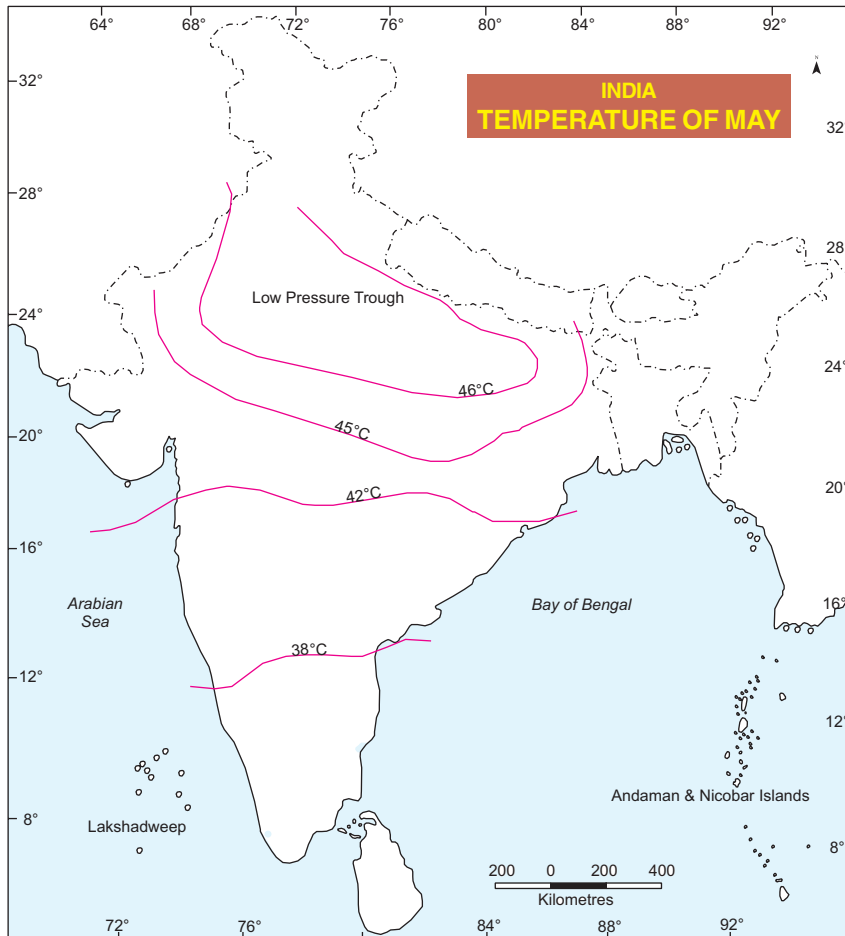 64° 68° 72° 76° 80° 84° 88° 92°
N
INDIA
TEMPERATURE OF MAY
32°
32
28°
28
Low Pressure Trough
24°
24°
46°C
45°C
20°
42°C
20
16°
16°
Arabian
Sea
Bay of Bengal
38°C
12°
12
Andaman & Nicobar Islands
8°
Lakshadweep
8°
200 0 200 400
Kilometres
72° 76° 84° 88° 92°